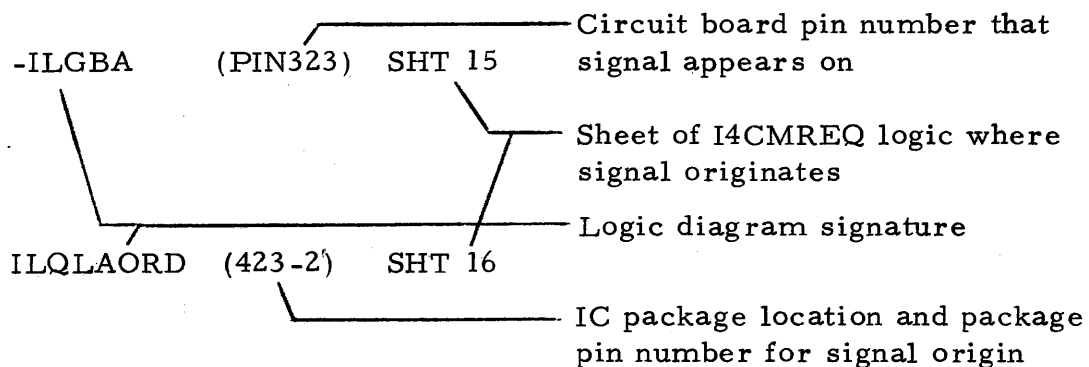 Circuit board pin number that
-ILGBA (PIN323) SHT 15 signal appears on
Sheet of I4CMREQ logic where
signal originates
Logic diagram signature
ILQLAORD (423-2) SHT 16
IC package location and package
pin number for signal origin